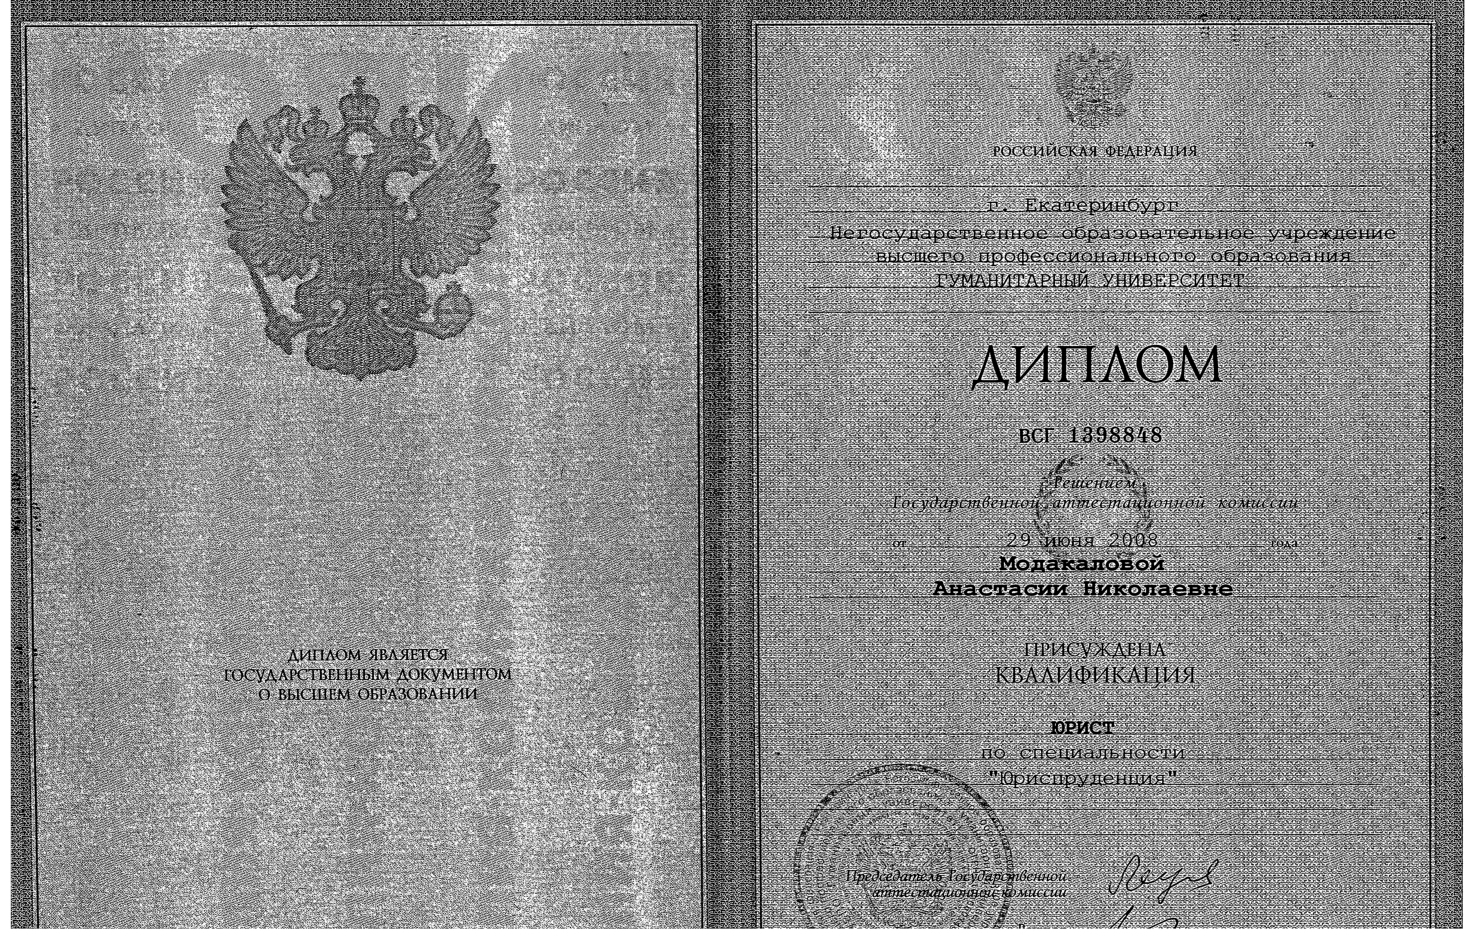 ДИПЛОМ ЯВЛЯЕТСЯ
ГОСУДАРСТВЕННЫМ ДОКУМЕНТОМ
О ВЫСШЕМ ОБРАЗОВАНИИ
РОССИЙСКАЯ ФЕДЕРАЦИЯ
г. Екатеринбург
Негосударственное образовательное учреждение
высшего профессионального образования
ГУМАНИТАРНЫЙ УНИВЕРСИТЕТ
ДИПЛОМ
ВСГ 1398848
Решением
Государственной аттестационной комиссии
от 29 июня 2008 года
Модакаловой
Анастасии Николаевне
ПРИСУЖДЕНА
КВАЛИФИКАЦИЯ
ЮРИСТ
по специальности
"Юриспруденция"
Председатель Государственной
аттестационной комиссии